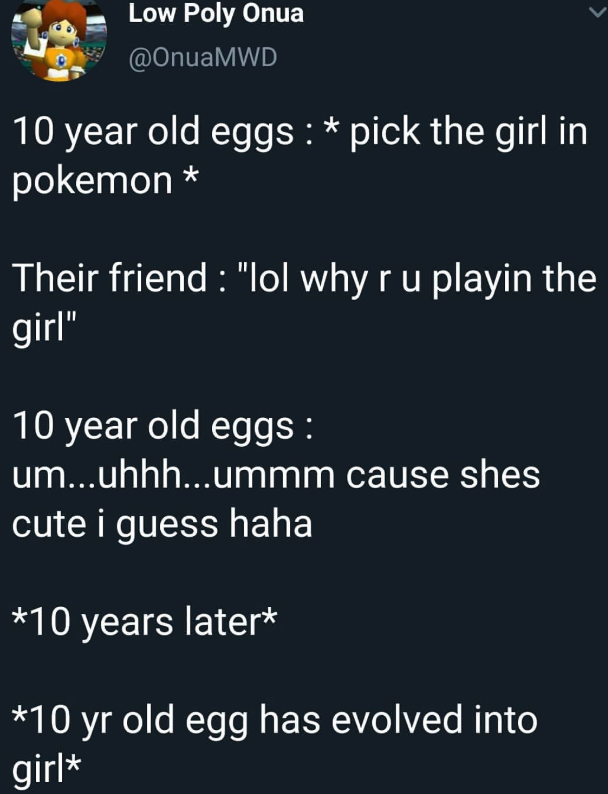 Low Poly Onua
@OnuaMWD
10 year old eggs : * pick the girl in
pokemon *
Their friend : "lol why r u playin the
girl"
10 year old eggs :
um...uhhh...ummm cause shes
cute i guess haha
*10 years later*
*10 yr old egg has evolved into
girl*